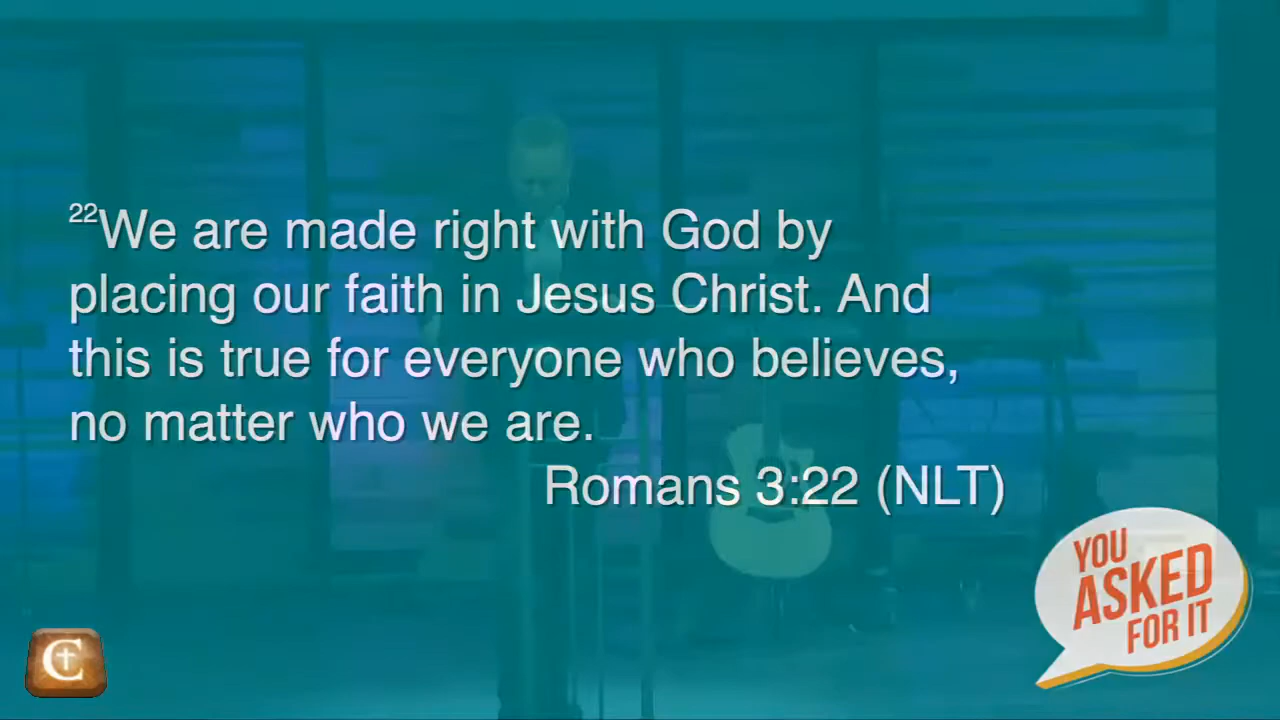 22We are made right with God by
placing our faith in Jesus Christ. And
this is true for everyone who believes,
no matter who we are.
Romans 3:22 (NLT)
YOU
ASKED
FOR IT
C